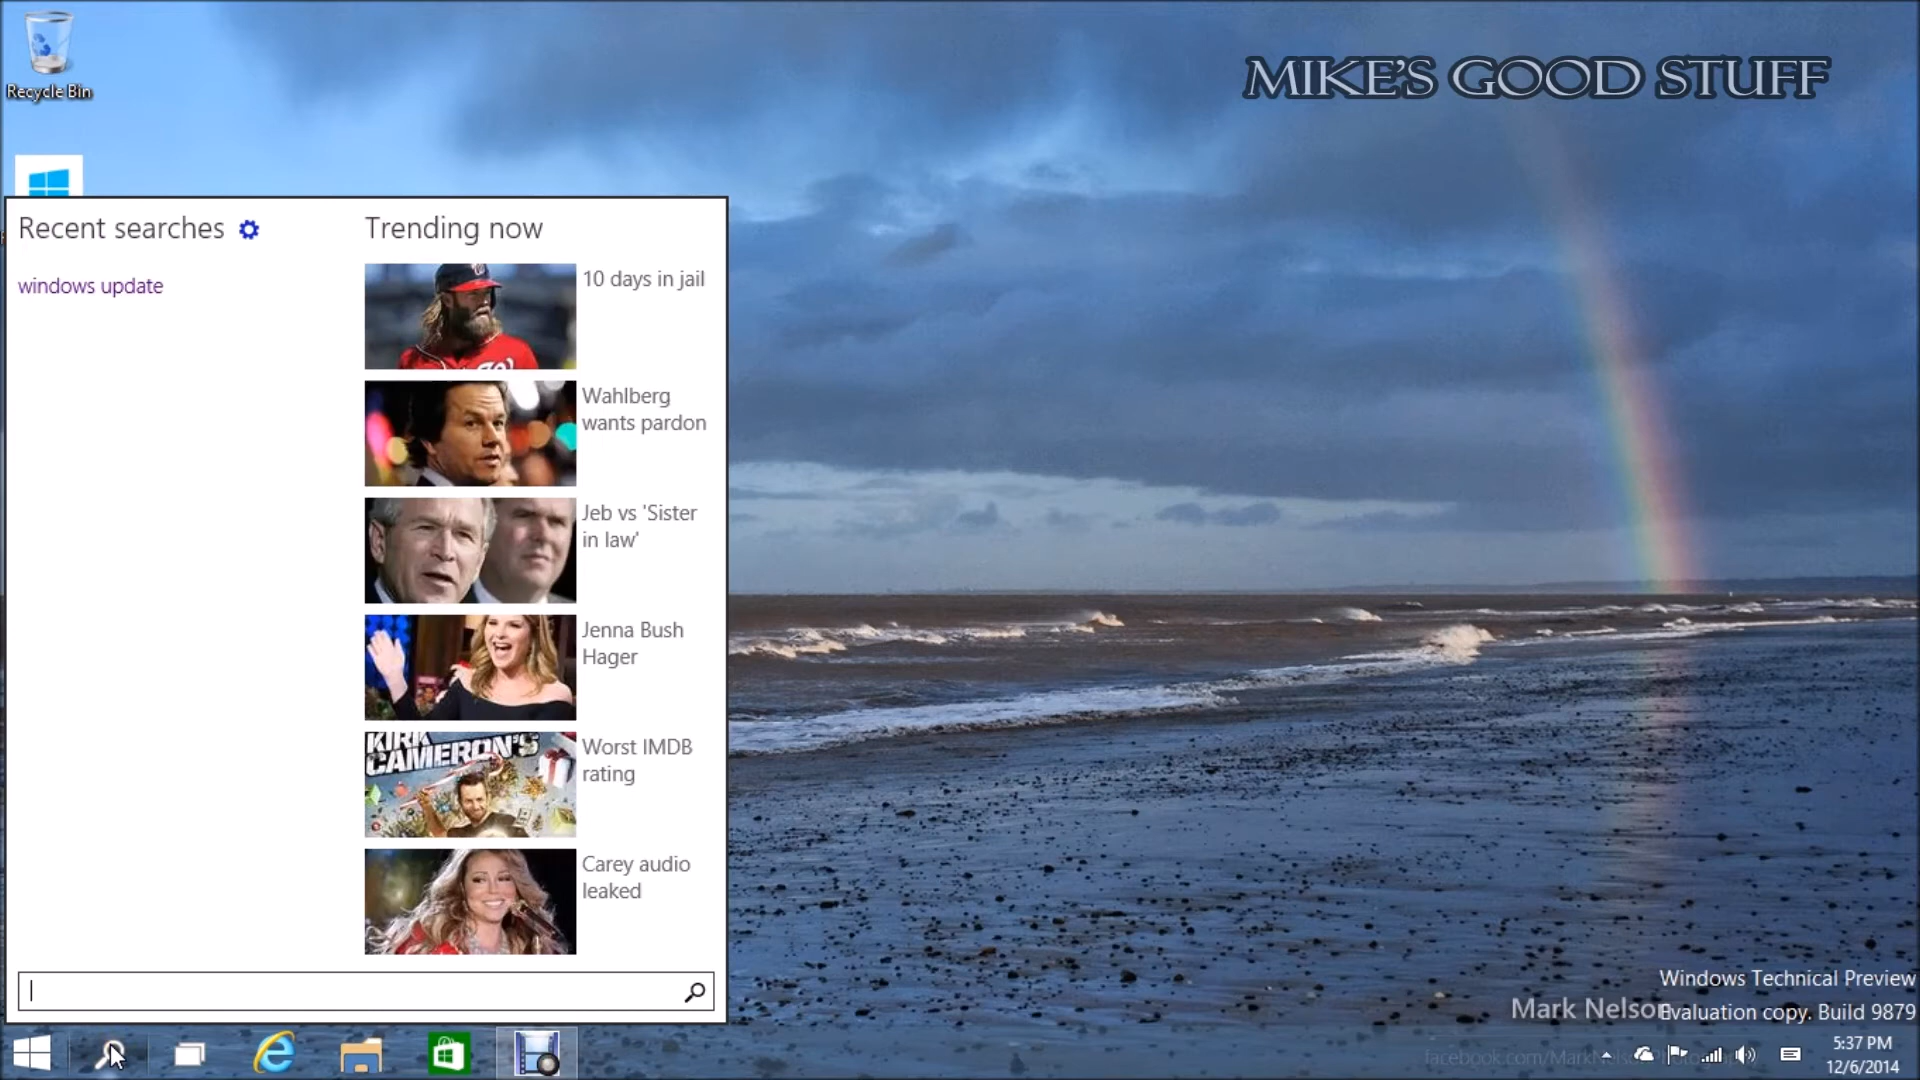 Recycle Bin
MIKE'S GOOD STUFF
Recent searches
Trending now
windows update
10 days in jail
Wahlberg
wants pardon
Jeb vs 'Sister
in law'
Jenna Bush
Hager
KIRK
CAMERON'S
Worst IMDB
rating
Carey audio
leaked
Windows Technical Preview
Mark Nelson
Evaluation copy. Build 9879
5:37 PM
12/6/2014